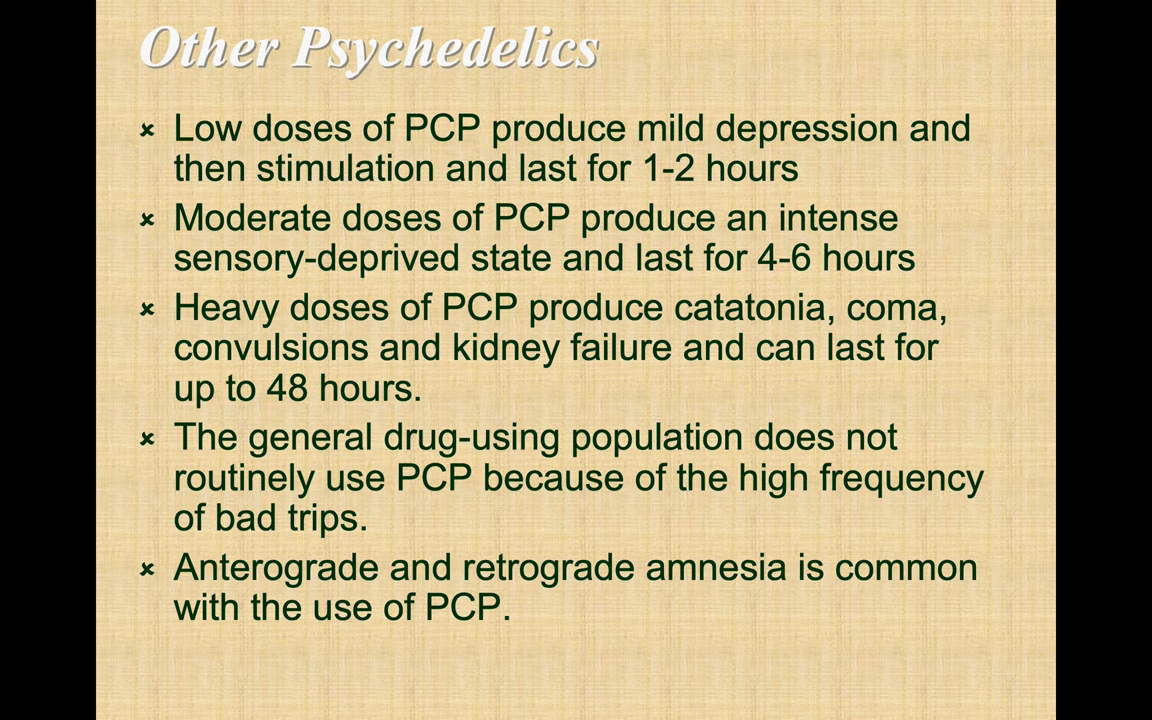 Other Psychedelics
× Low doses of PCP produce mild depression and
then stimulation and last for 1-2 hours
× Moderate doses of PCP produce an intense
sensory-deprived state and last for 4-6 hours
× Heavy doses of PCP produce catatonia, coma,
convulsions and kidney failure and can last for
up to 48 hours.
× The general drug-using population does not
routinely use PCP because of the high frequency
of bad trips.
× Anterograde and retrograde amnesia is common
with the use of PCP.